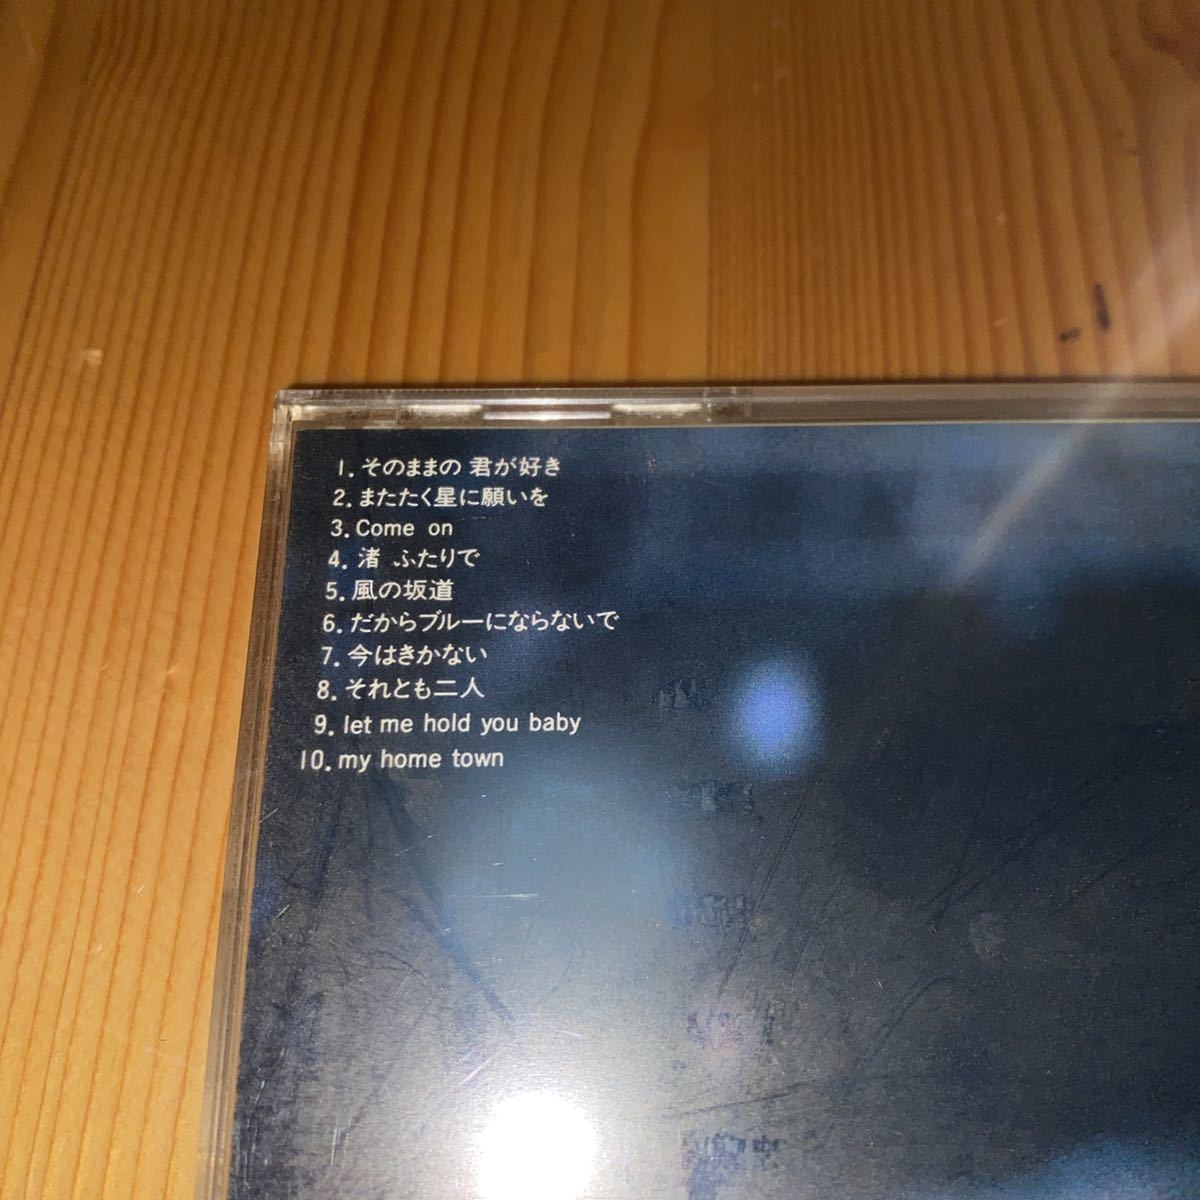 1. そのままの 君が好き
2. またたく星に願いを
3. Come on
4. 渚 ふたりで
5. 風の坂道
6. だからブルーにならないで
7. 今はきかない
8. それとも二人
9. let me hold you baby
10. my home town